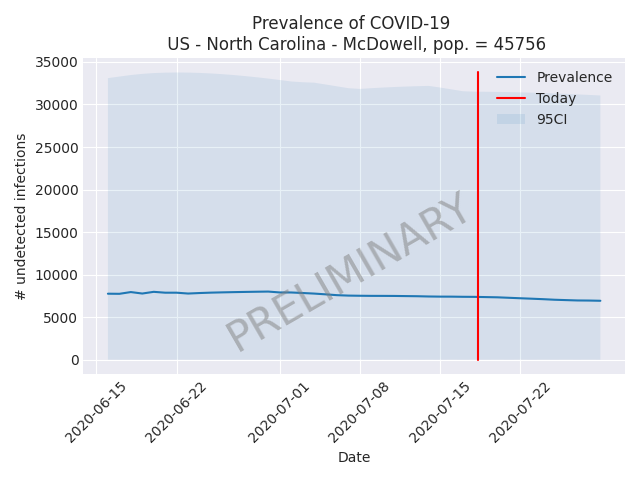 Prevalence of COVID-19
US - North Carolina - McDowell, pop. = 45756
35000
30000
25000
20000
15000
10000
5000
0
# undetected infections
Prevalence
Today
95CI
PRELIMINARY
2020-06-15
2020-06-22
2020-07-01
2020-07-08
2020-07-15
2020-07-22
Date